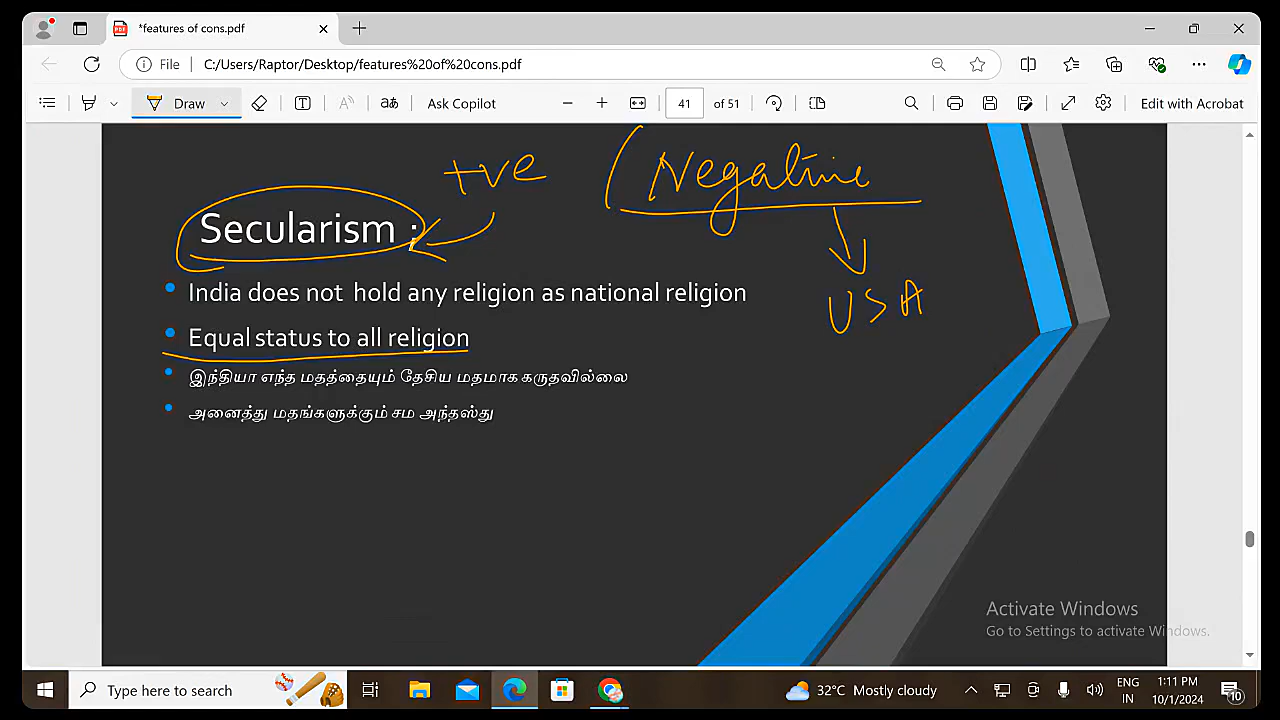 *features of cons.pdf
File C:/Users/Raptor/Desktop/features%20of%20cons.pdf
Draw Ask Copilot 41 of 51 Edit with Acrobat
+ve (Negative
Secularism :
India does not hold any religion as national religion
USA
Equal status to all religion
இந்தியா எந்த மதத்தையும் தேசிய மதமாக கருதவில்லை
அனைத்து மதங்களுக்கும் சம அந்தஸ்து
Activate Windows
Go to Settings to activate Windows.
Type here to search 32°C Mostly cloudy ENG IN 1:11 PM 10/1/2024 10